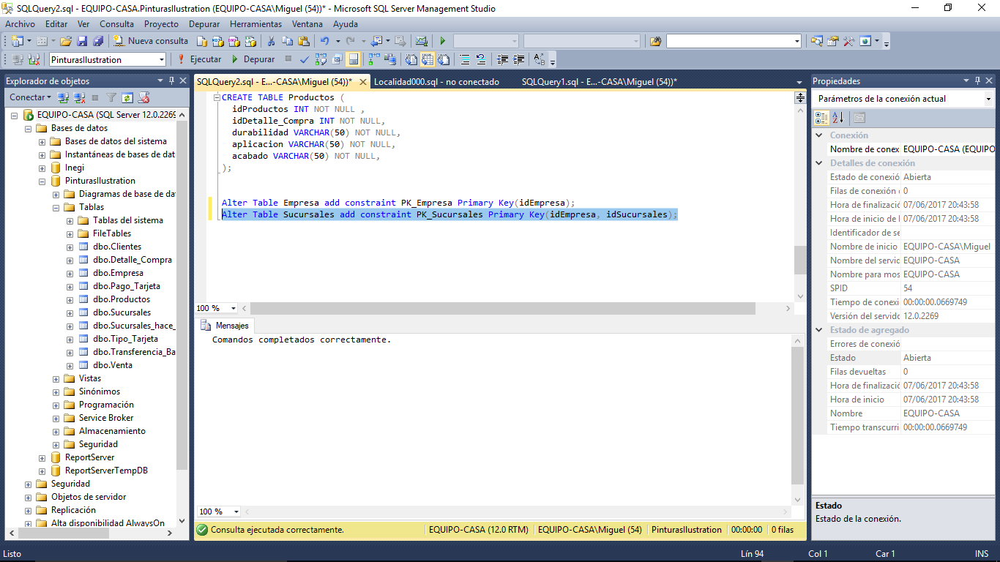 SQLQuery2.sql - EQUIPO-CASA.PinturasIlustration (EQUIPO-CASA\Miguel (54))* - Microsoft SQL Server Management Studio
Archivo Editar Ver Consulta Proyecto Depurar Herramientas Ventana Ayuda
Nueva consulta
PinturasIlustration Ejecutar Depurar
Explorador de objetos
Conectar
EQUIPO-CASA (SQL Server 12.0.2269
Bases de datos
Bases de datos del sistema
Instantáneas de bases de dat
Inegi
PinturasIlustration
Diagramas de base de da
Tablas
Tablas del sistema
FileTables
dbo.Clientes
dbo.Detalle_Compra
dbo.Empresa
dbo.Pago_Tarjeta
dbo.Productos
dbo.Sucursales
dbo.Sucursales_hace_
dbo.Tipo_Tarjeta
dbo.Transferencia_Ba
dbo.Venta
Vistas
Sinónimos
Programación
Service Broker
Almacenamiento
Seguridad
ReportServer
ReportServerTempDB
Seguridad
Objetos de servidor
Replicación
Alta disponibilidad AlwaysOn
SQLQuery2.sql - E...-CASA\Miguel (54))* Localidad000.sql - no conectado SQLQuery1.sql - E...-CASA\Miguel (54))*
CREATE TABLE Productos (
idProductos INT NOT NULL ,
idDetalle_Compra INT NOT NULL,
durabilidad VARCHAR(50) NOT NULL,
aplicacion VARCHAR(50) NOT NULL,
acabado VARCHAR(50) NOT NULL,
);
Alter Table Empresa add constraint PK_Empresa Primary Key(idEmpresa);
Alter Table Sucursales add constraint PK_Sucursales Primary Key(idEmpresa, idSucursales);
100 %
Mensajes
Comandos completados correctamente.
100 %
Consulta ejecutada correctamente. EQUIPO-CASA (12.0 RTM) EQUIPO-CASA\Miguel (54) PinturasIlustration 00:00:00 0 filas
Propiedades
Parámetros de la conexión actual
Conexión
Nombre de conex EQUIPO-CASA (EQUIPO
Detalles de conexión
Estado de conexió Abierta
Filas de conexión 0
Hora de finalizació 07/06/2017 20:43:58
Hora de inicio de 07/06/2017 20:43:58
Identificador de se
Nombre de inicio EQUIPO-CASA\Miguel
Nombre del servid EQUIPO-CASA
Nombre para mos EQUIPO-CASA
SPID 54
Tiempo de conexi 00:00:00.0669749
Versión del servido 12.0.2269
Estado de agregado
Errores de conexió
Estado Abierta
Filas devueltas 0
Hora de finalizació 07/06/2017 20:43:58
Hora de inicio 07/06/2017 20:43:58
Nombre EQUIPO-CASA
Tiempo transcurri 00:00:00.0669749
Estado
Estado de la conexión.
Listo Lín 94 Col 1 Car 1 INS